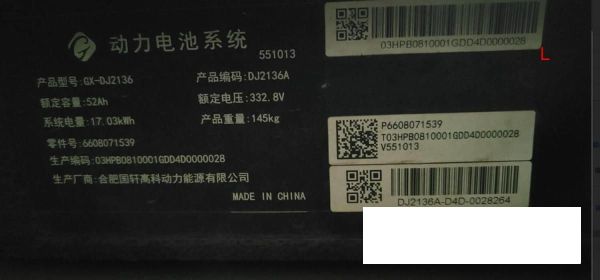 动力电池系统
551013
产品型号:GX-DJ2136
产品编码:DJ2136A
额定容量:52Ah
额定电压:332.8V
系统电量:17.03kWh
产品重量:145kg
零件号:6608071539
生产编码:03HPB0810001GDD4D0000028
生产厂商:合肥国轩高科动力能源有限公司
MADE IN CHINA
03HPB0810001GDD4D0000028
L
P6608071539
T03HPB0810001GDD4D0000028
V551013
DJ2136A-D4D-0028264